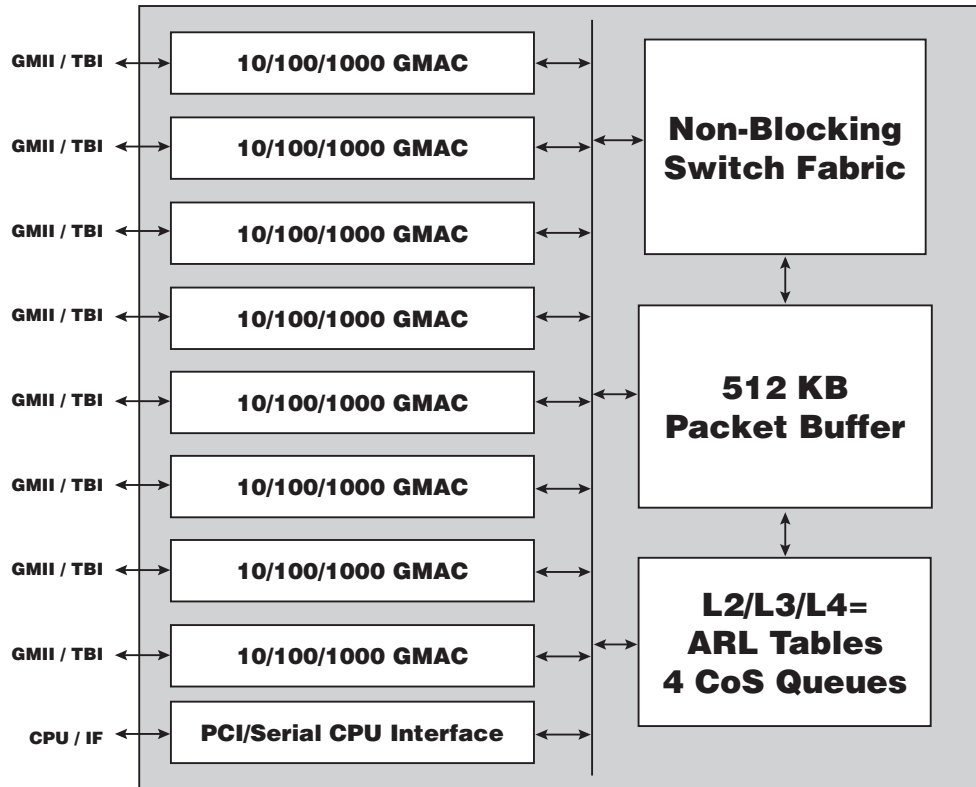 GMII / TBI
10/100/1000 GMAC
GMII / TBI
10/100/1000 GMAC
GMII / TBI
10/100/1000 GMAC
GMII / TBI
10/100/1000 GMAC
GMII / TBI
10/100/1000 GMAC
GMII / TBI
10/100/1000 GMAC
GMII / TBI
10/100/1000 GMAC
GMII / TBI
10/100/1000 GMAC
CPU / IF
PCI/Serial CPU Interface
Non-Blocking
Switch Fabric
512 KB
Packet Buffer
L2/L3/L4=
ARL Tables
4 CoS Queues